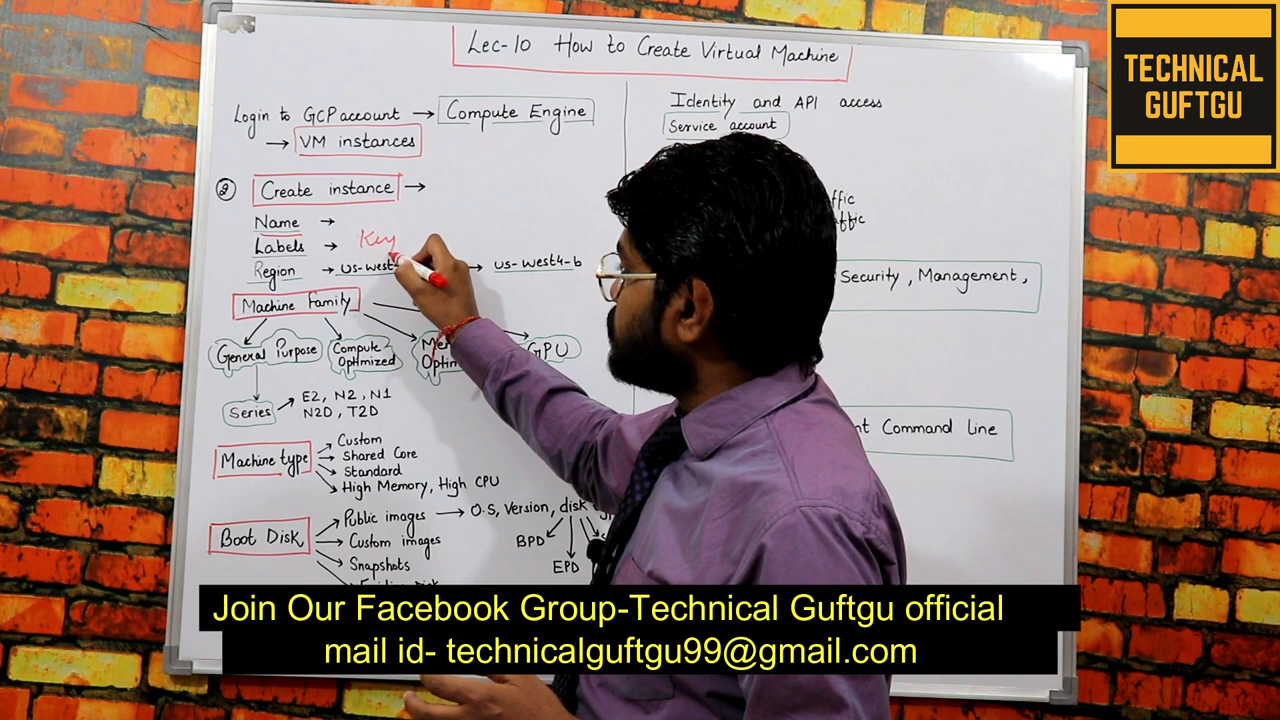 Lec-10 How to Create Virtual Machine
Login to GCP account → Compute Engine
→ VM instances
② Create instance →
Name →
Labels → Key
Region → US-west → US-west4-b
Machine Family
General Purpose
Compute-Optimized
GPU
Series → E2, N2, N1
N2D, T2D
Machine type
Custom
Shared Core
Standard
High Memory, High CPU
Boot Disk
Public images → O.S, Version, disk
Custom images
Snapshots
BPD
EPD
Identity and API access
Service account
Security, Management,
Command Line
TECHNICAL
GUFTGU
Join Our Facebook Group-Technical Guftgu official
mail id- technicalguftgu99@gmail.com